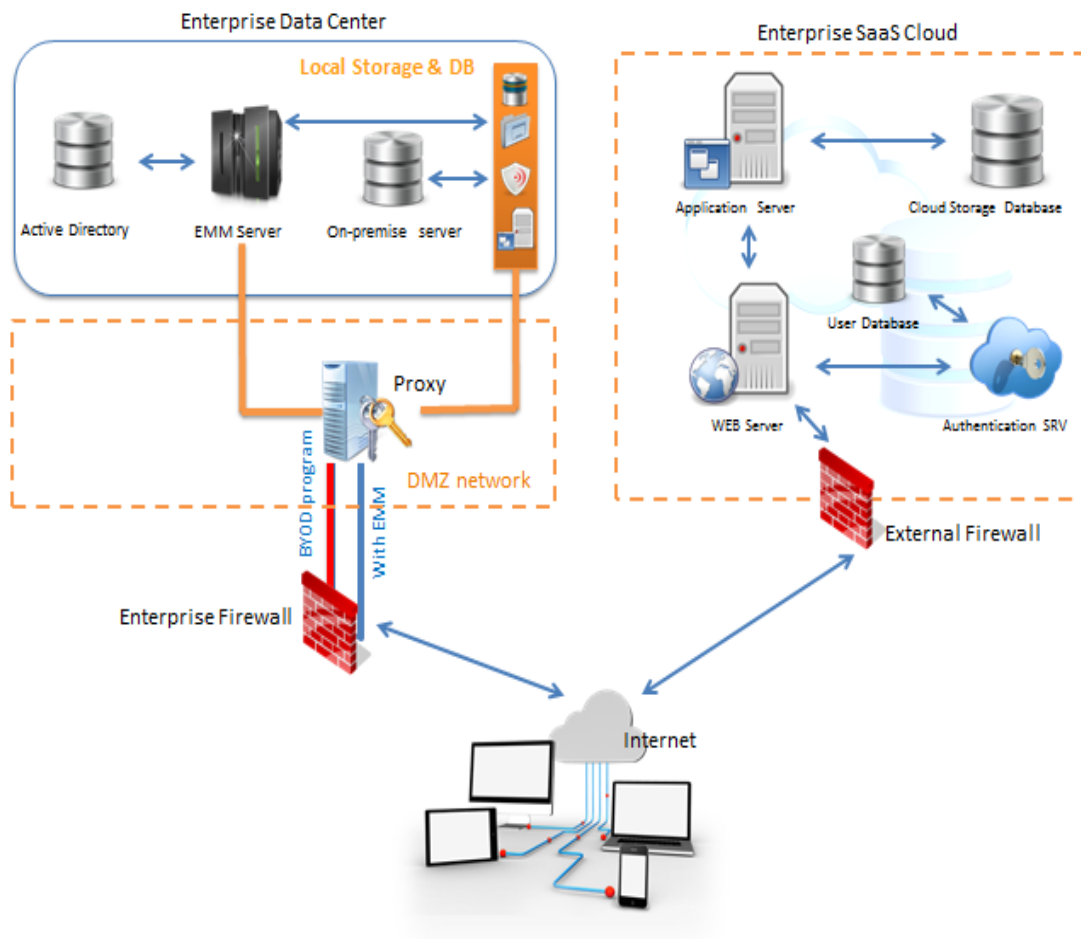 Enterprise Data Center
Enterprise SaaS Cloud
Local Storage & DB
Active Directory
EMM Server
On-premise server
Application Server
Cloud Storage Database
User Database
WEB Server
Authentication SRV
Proxy
DMZ network
BYOD program
With EMM
External Firewall
Enterprise Firewall
Internet